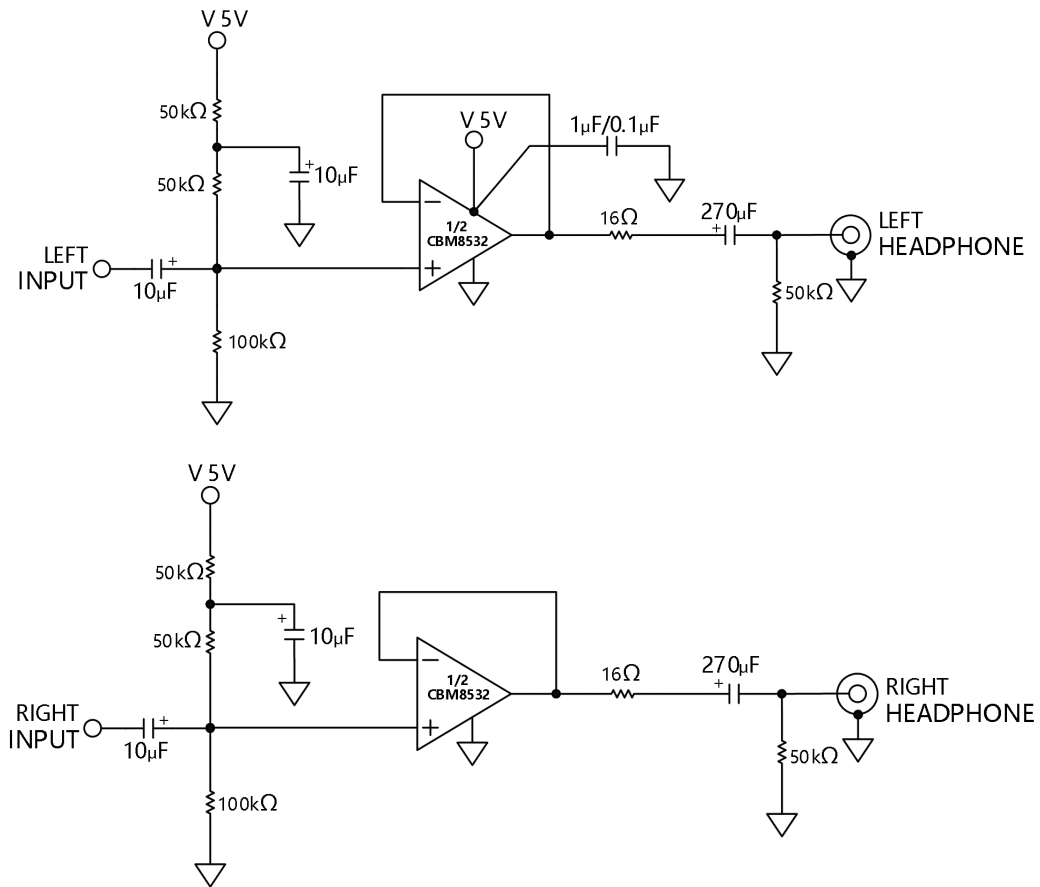 V 5V
50kΩ
50kΩ
+
10µF
LEFT
INPUT
10µF
+
100kΩ
V 5V
1µF/0.1µF
−
1/2
CBM8532
+
16Ω
270µF
+
50kΩ
LEFT
HEADPHONE
V 5V
50kΩ
50kΩ
+
10µF
RIGHT
INPUT
10µF
+
100kΩ
−
1/2
CBM8532
+
16Ω
270µF
+
50kΩ
RIGHT
HEADPHONE